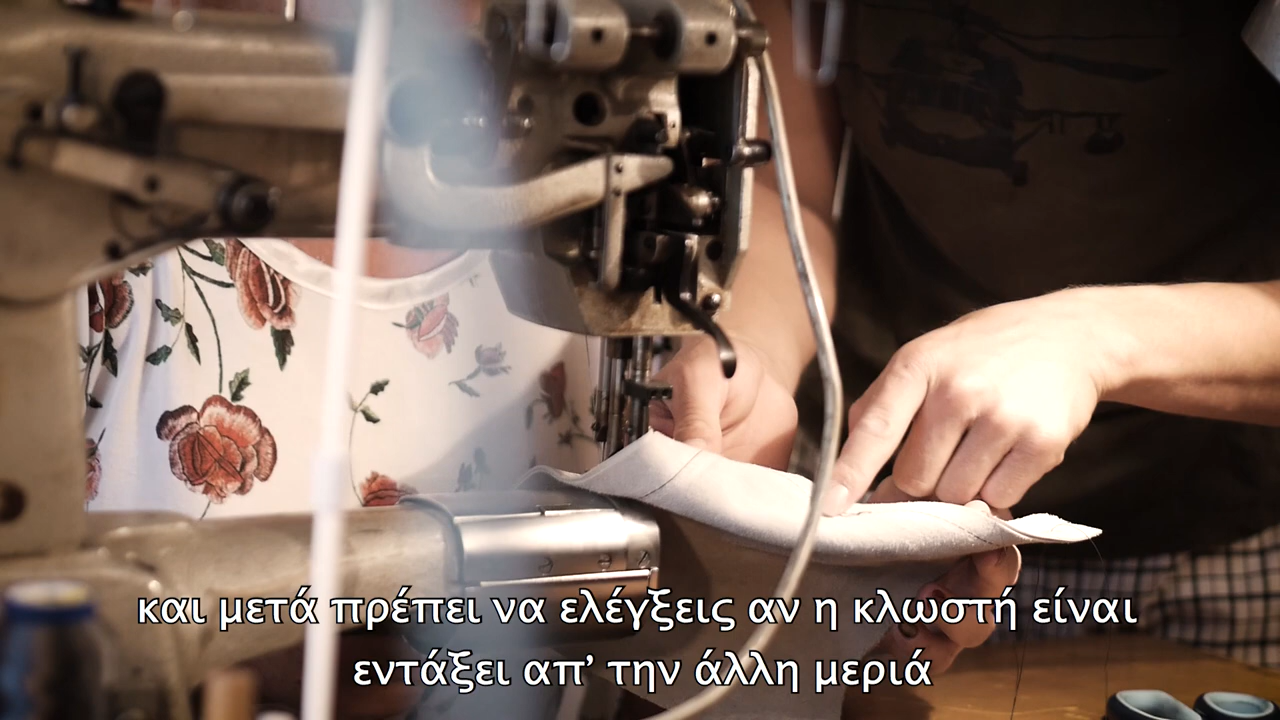 και μετά πρέπει να ελέγξεις αν η κλωστή είναι
εντάξει απ’ την άλλη μεριά